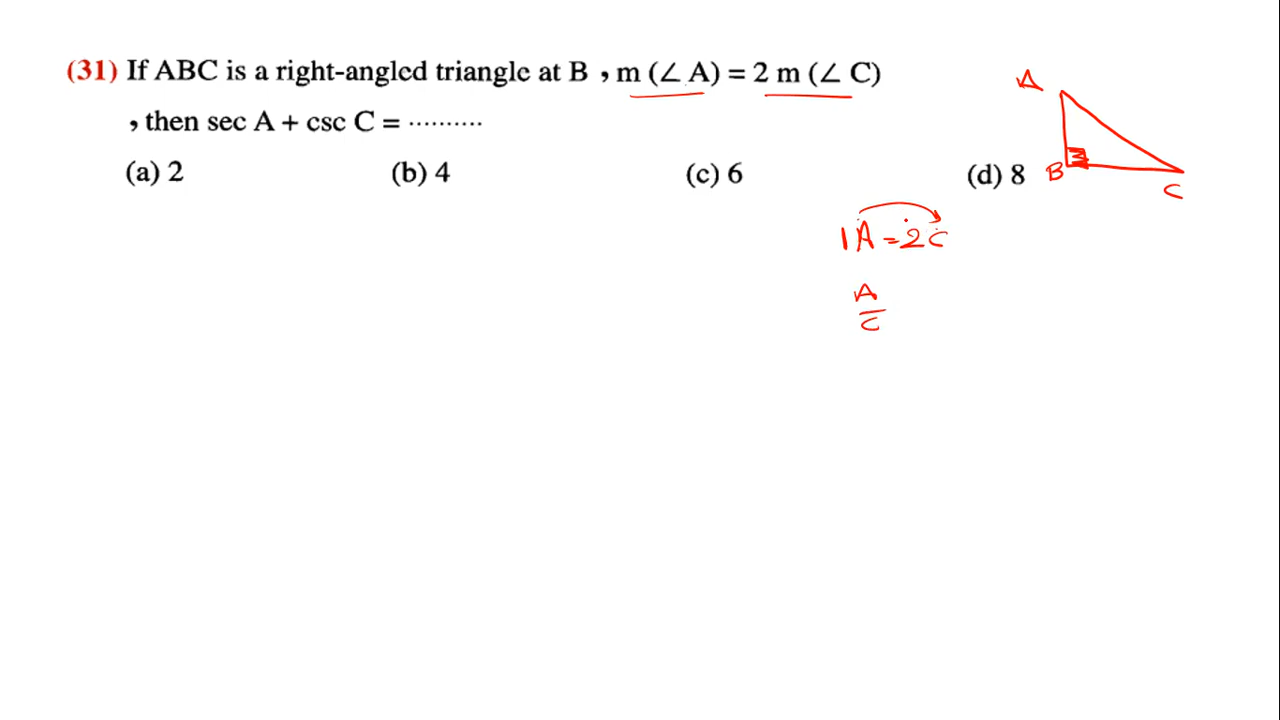 (31) If ABC is a right-angled triangle at B , m (∠ A) = 2 m (∠ C)
, then sec A + csc C = ··········
(a) 2 (b) 4 (c) 6 (d) 8
A
B
C
1A = 2C
A
C